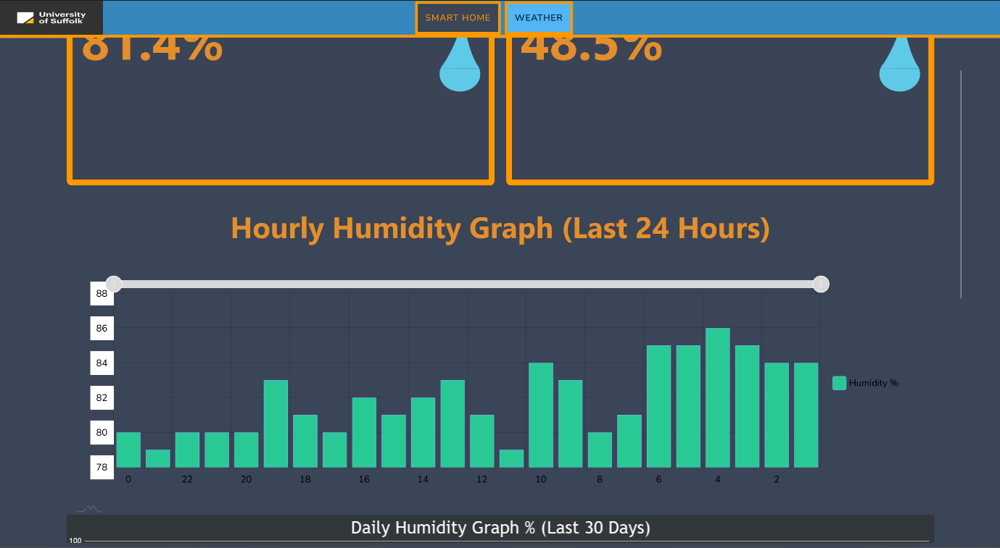 University
of Suffolk
SMART HOME
WEATHER
81.4%
48.5%
Hourly Humidity Graph (Last 24 Hours)
88
86
84
82
80
78
0 22 20 18 16 14 12 10 8 6 4 2
Humidity %
Daily Humidity Graph % (Last 30 Days)
100